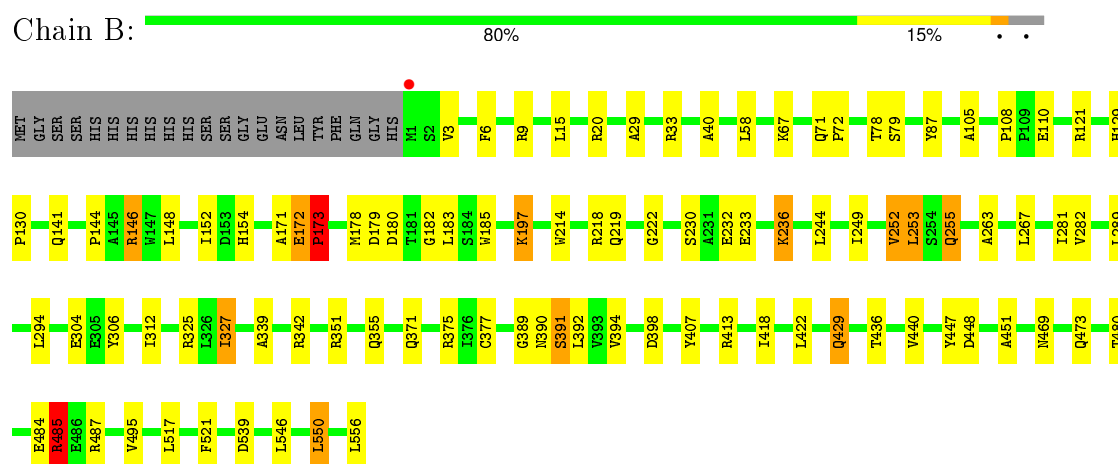 Chain B:
80% 15% • •
MET GLY SER SER HIS HIS HIS HIS HIS HIS SER SER GLY GLU ASN LEU TYR PHE GLN GLY HIS M1 S2 V3 F6 R9 L15 R20 A29 R33 A40 L58 K67 Q71 P72 T78 S79 Y87 A105 P108 P109 E110 R121 H129
P130 Q141 P144 A145 R146 W147 L148 I152 D153 H154 A171 E172 P173 M178 D179 D180 T181 G182 L183 S184 W185 K197 W214 R218 Q219 G222 S230 A231 E232 E233 K236 L244 I249 V252 L253 S254 Q255 A263 L267 I281 V282 L289
L294 E304 E305 Y306 I312 R325 L326 I327 A339 R342 R351 Q355 Q371 R375 I376 C377 G389 N390 S391 L392 V393 V394 D398 Y407 R413 I418 L422 Q429 T436 V440 Y447 D448 A451 N469 Q473 T480
E484 R485 E486 R487 V495 L517 F521 D539 L546 L550 L556